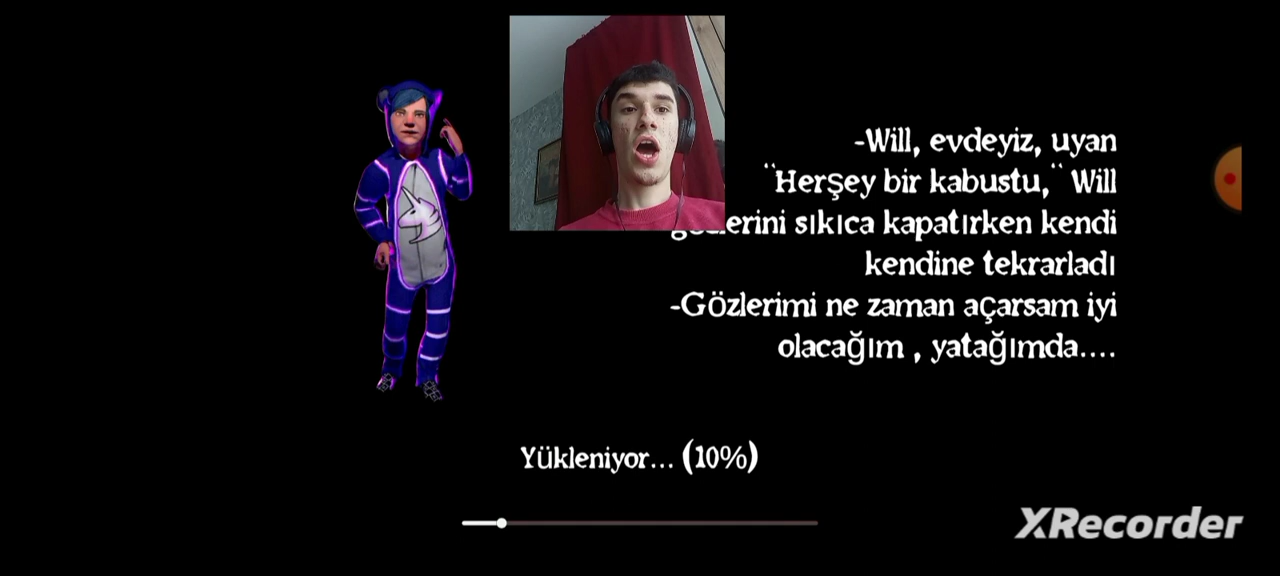 -Will, evdeyiz, uyan
¨Herşey bir kabustu,¨ Will
sıkıca kapatırken kendi
kendine tekrarladı
-Gözlerimi ne zaman açarsam iyi
olacağım , yatağımda....
Yükleniyor... (10%)
XRecorder